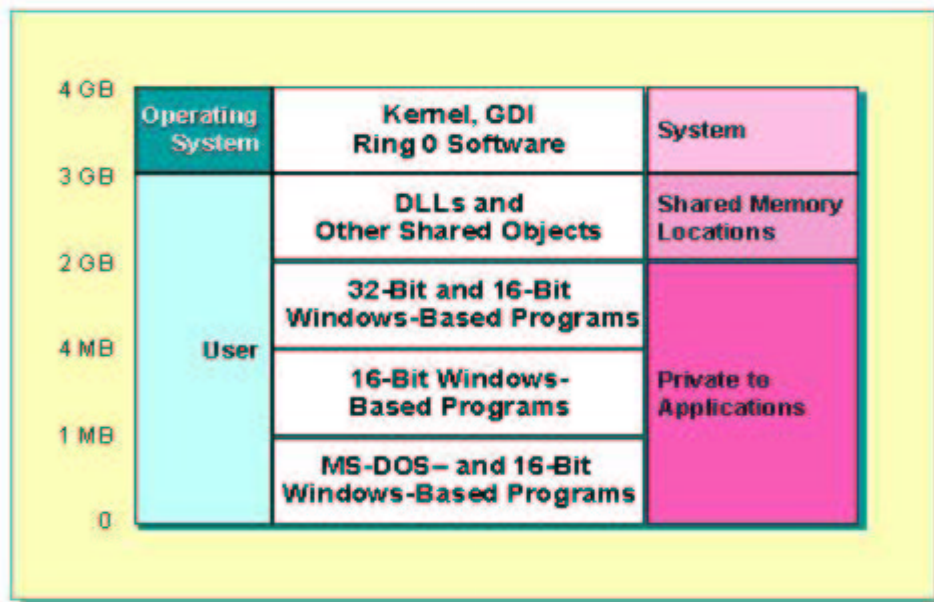 4 GB
Operating
System
Kernel, GDI
Ring 0 Software
System
3 GB
DLLs and
Other Shared Objects
Shared Memory
Locations
2 GB
32-Bit and 16-Bit
Windows-Based Programs
4 MB
User
16-Bit Windows-
Based Programs
Private to
Applications
1 MB
MS-DOS– and 16-Bit
Windows-Based Programs
0